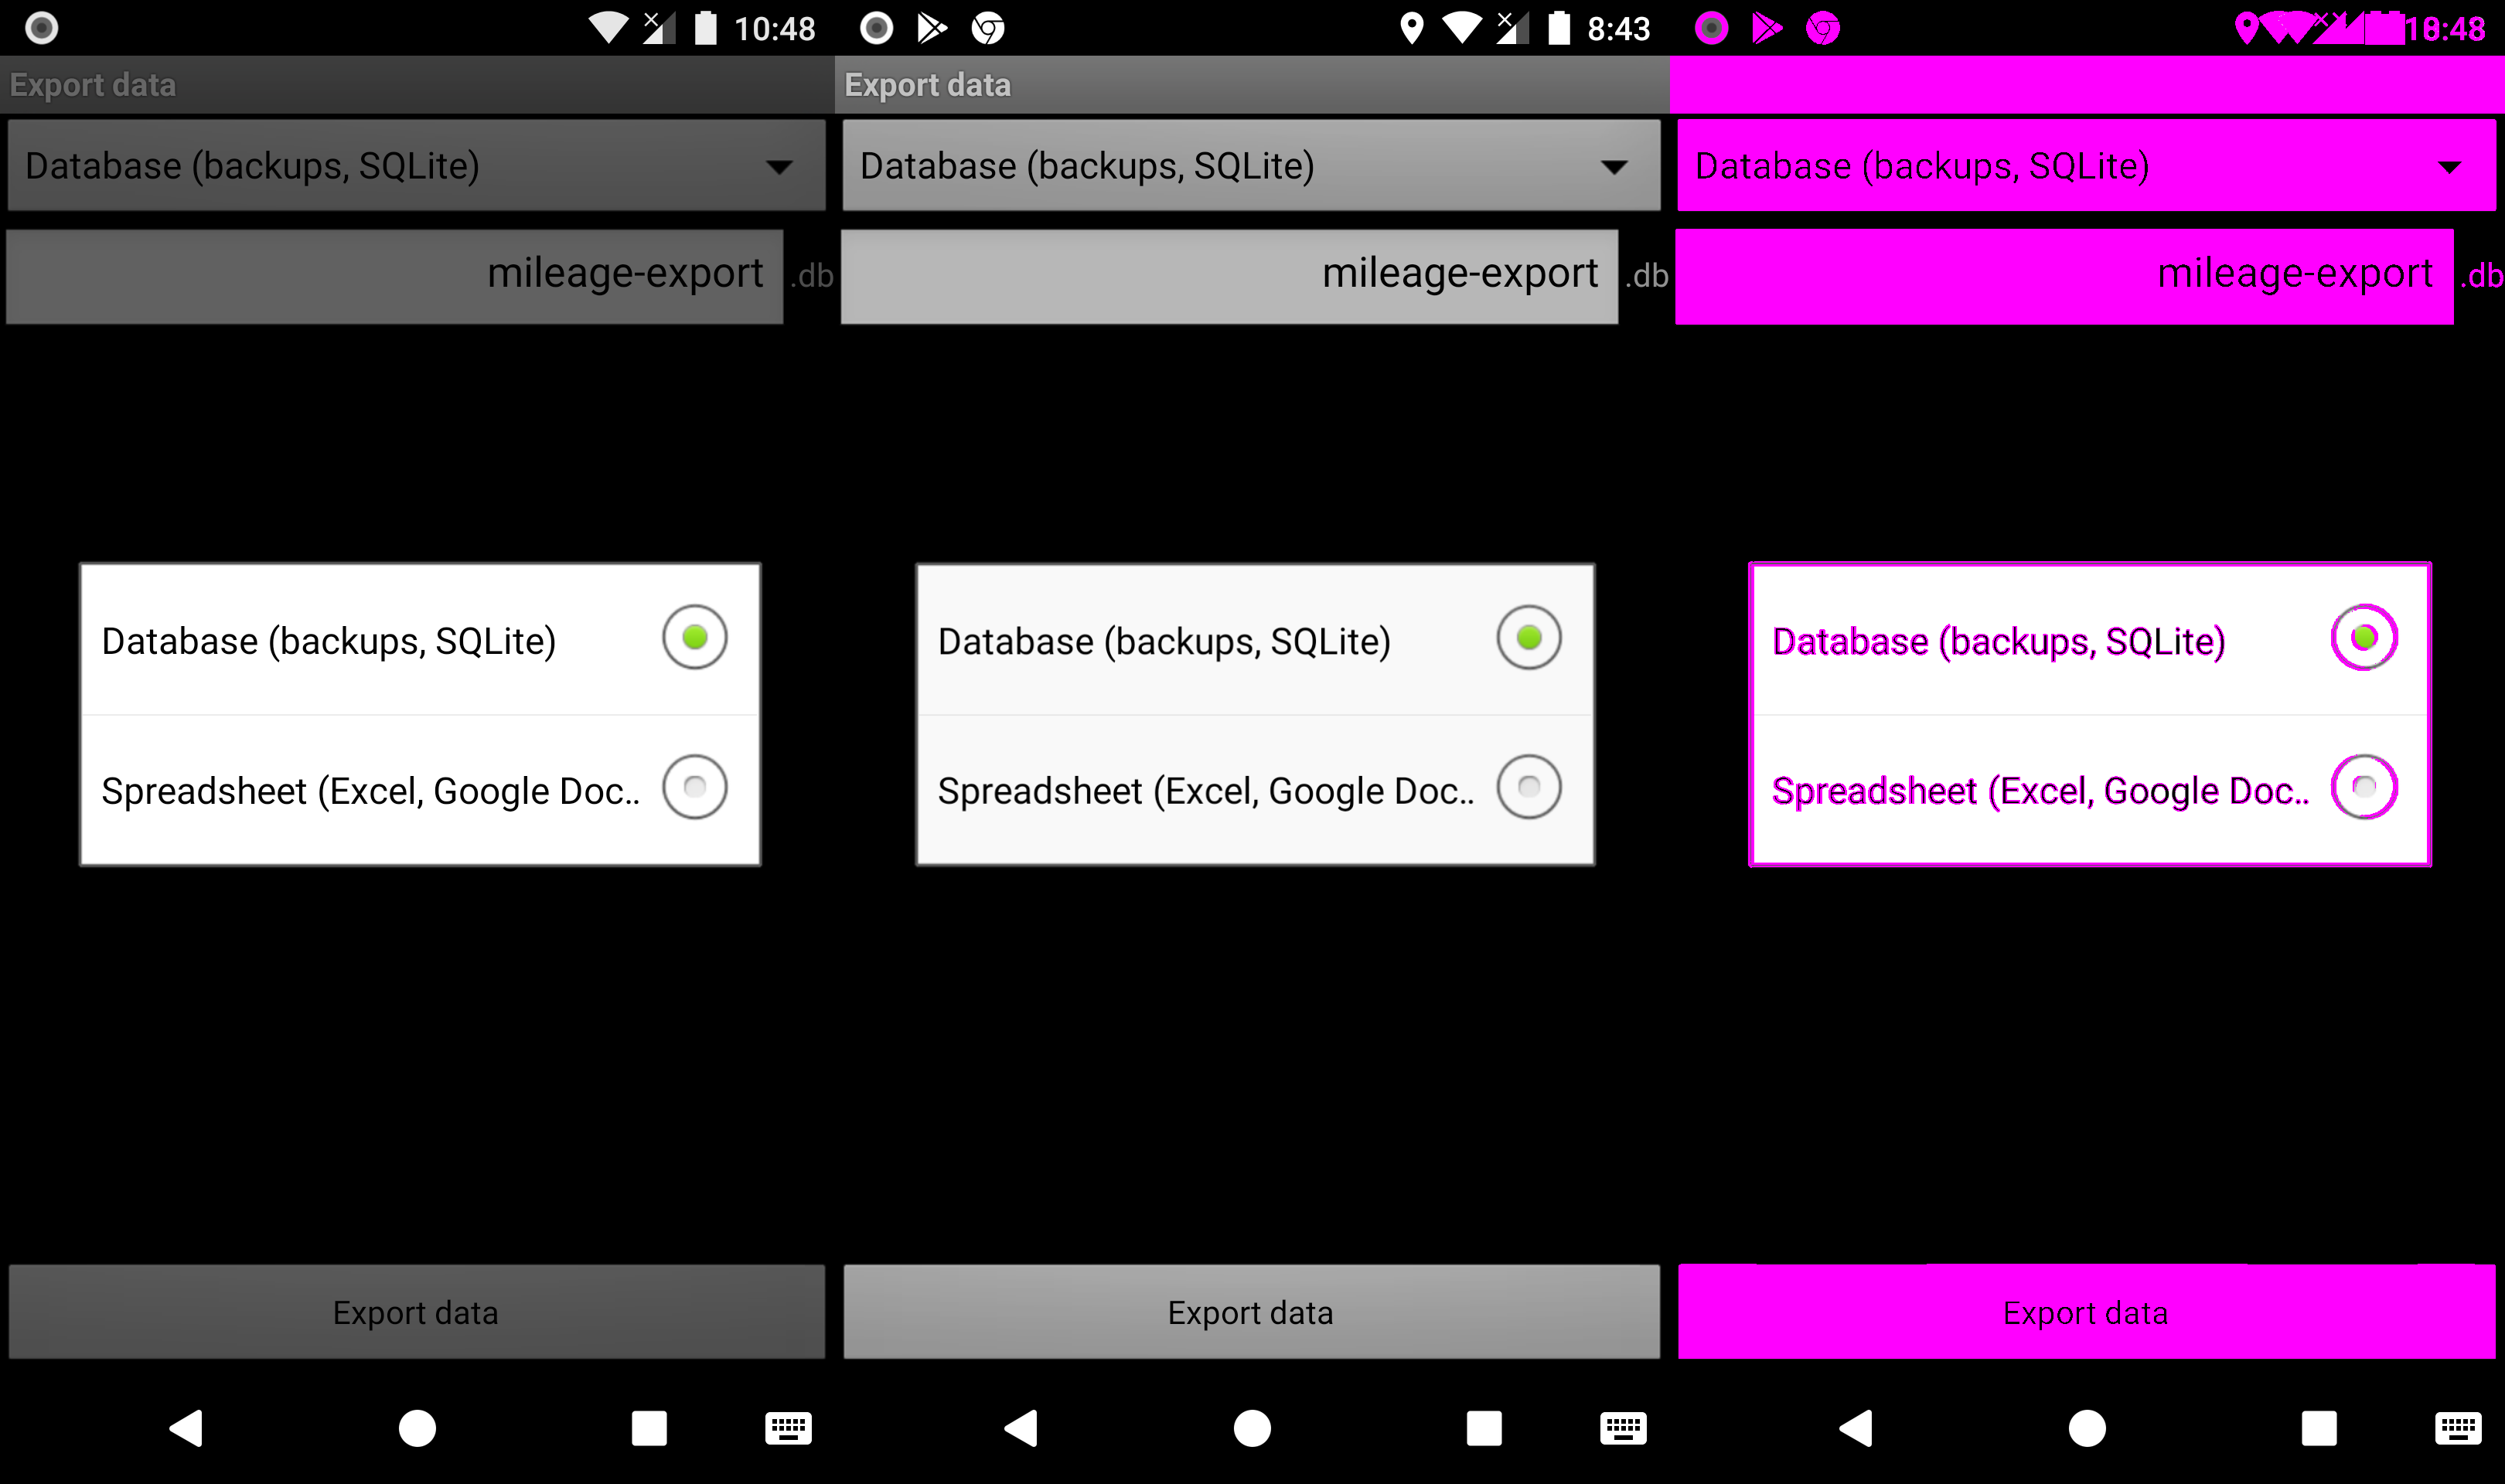 10:48
Export data
Database (backups, SQLite)
mileage-export .db
Database (backups, SQLite)
Spreadsheet (Excel, Google Doc..
Export data
8:43
Export data
Database (backups, SQLite)
mileage-export .db
Database (backups, SQLite)
Spreadsheet (Excel, Google Doc..
Export data
Database (backups, SQLite)
mileage-export .db
Database (backups, SQLite)
Spreadsheet (Excel, Google Doc..
Export data